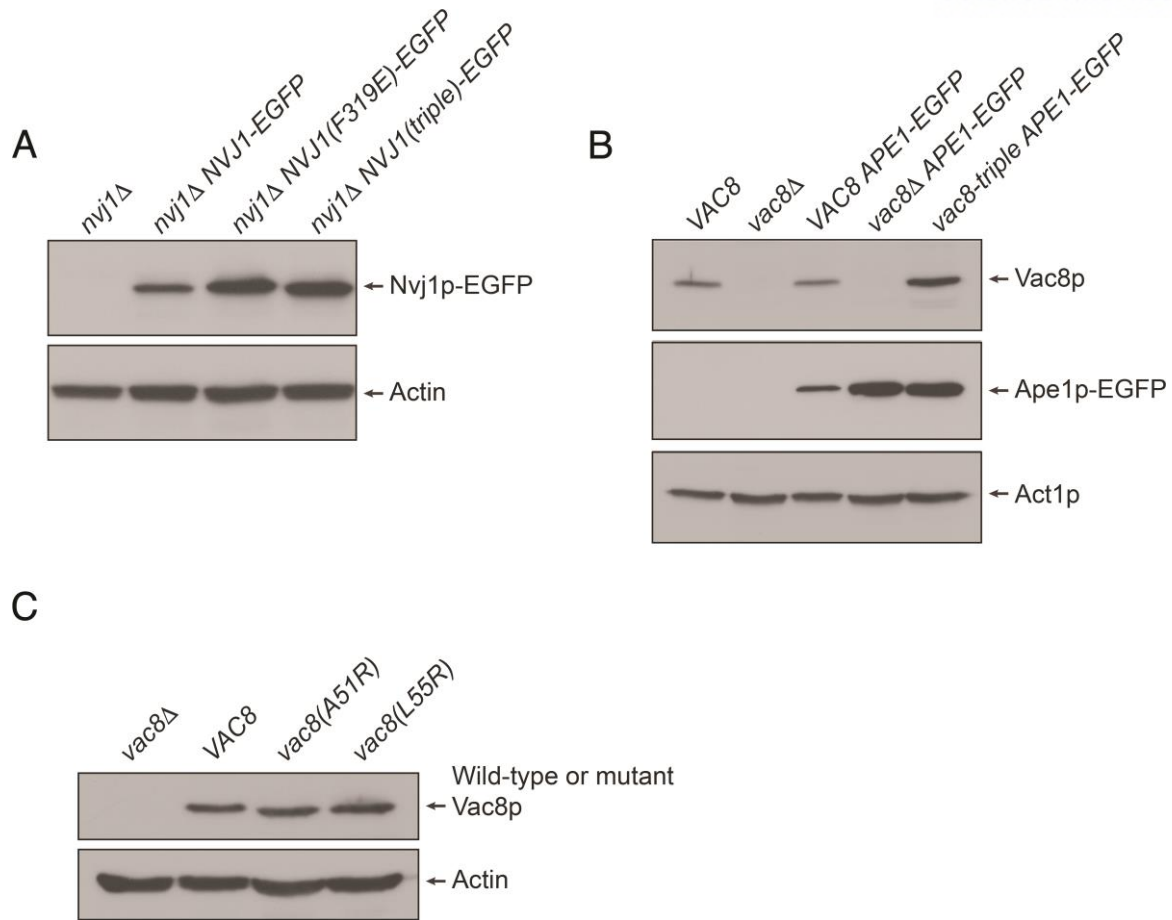 A
nvj1Δ
nvj1Δ NVJ1-EGFP
nvj1Δ NVJ1(F319E)-EGFP
nvj1Δ NVJ1(triple)-EGFP
Nvj1p-EGFP
Actin
B
VAC8
vac8Δ
VAC8 APE1-EGFP
vac8Δ APE1-EGFP
vac8-triple APE1-EGFP
Vac8p
Ape1p-EGFP
Act1p
C
vac8Δ
VAC8
vac8(A51R)
vac8(L55R)
Wild-type or mutant
Vac8p
Actin